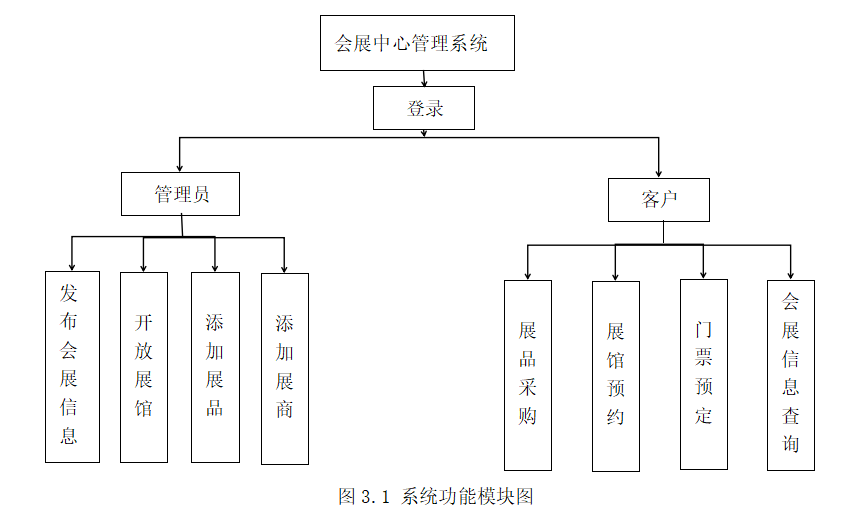 会展中心管理系统
登录
管理员
客户
发布会展信息
开放展馆
添加展品
添加展商
展品采购
展馆预约
门票预定
会展信息查询
图 3.1 系统功能模块图